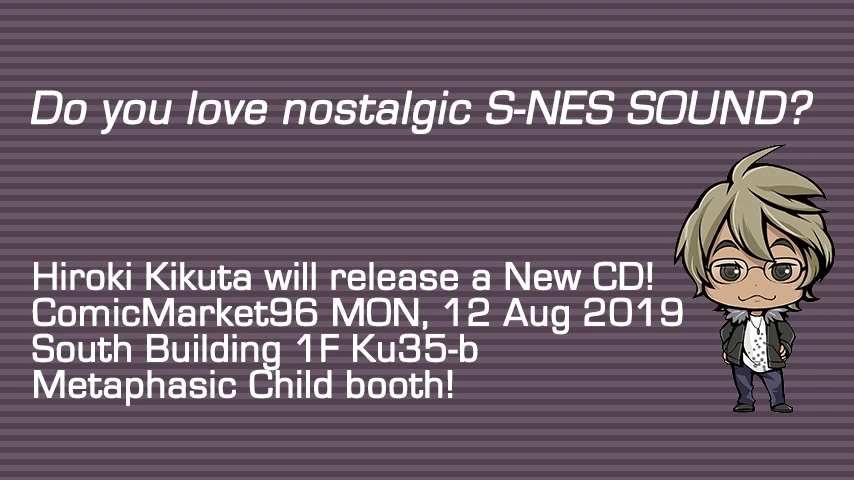 Do you love nostalgic S-NES SOUND?
Hiroki Kikuta will release a New CD!
ComicMarket96 MON, 12 Aug 2019
South Building 1F Ku35-b
Metaphasic Child booth!